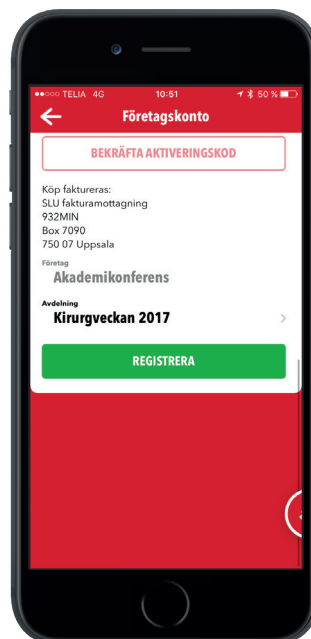 TELIA 4G 10:51 50 %
Företagskonto
BEKRÄFTA AKTIVERINGSKOD
Köp faktureras:
SLU fakturamottagning
932MIN
Box 7090
750 07 Uppsala
Företag
Akademikonferens
Avdelning
Kirurgveckan 2017
REGISTRERA